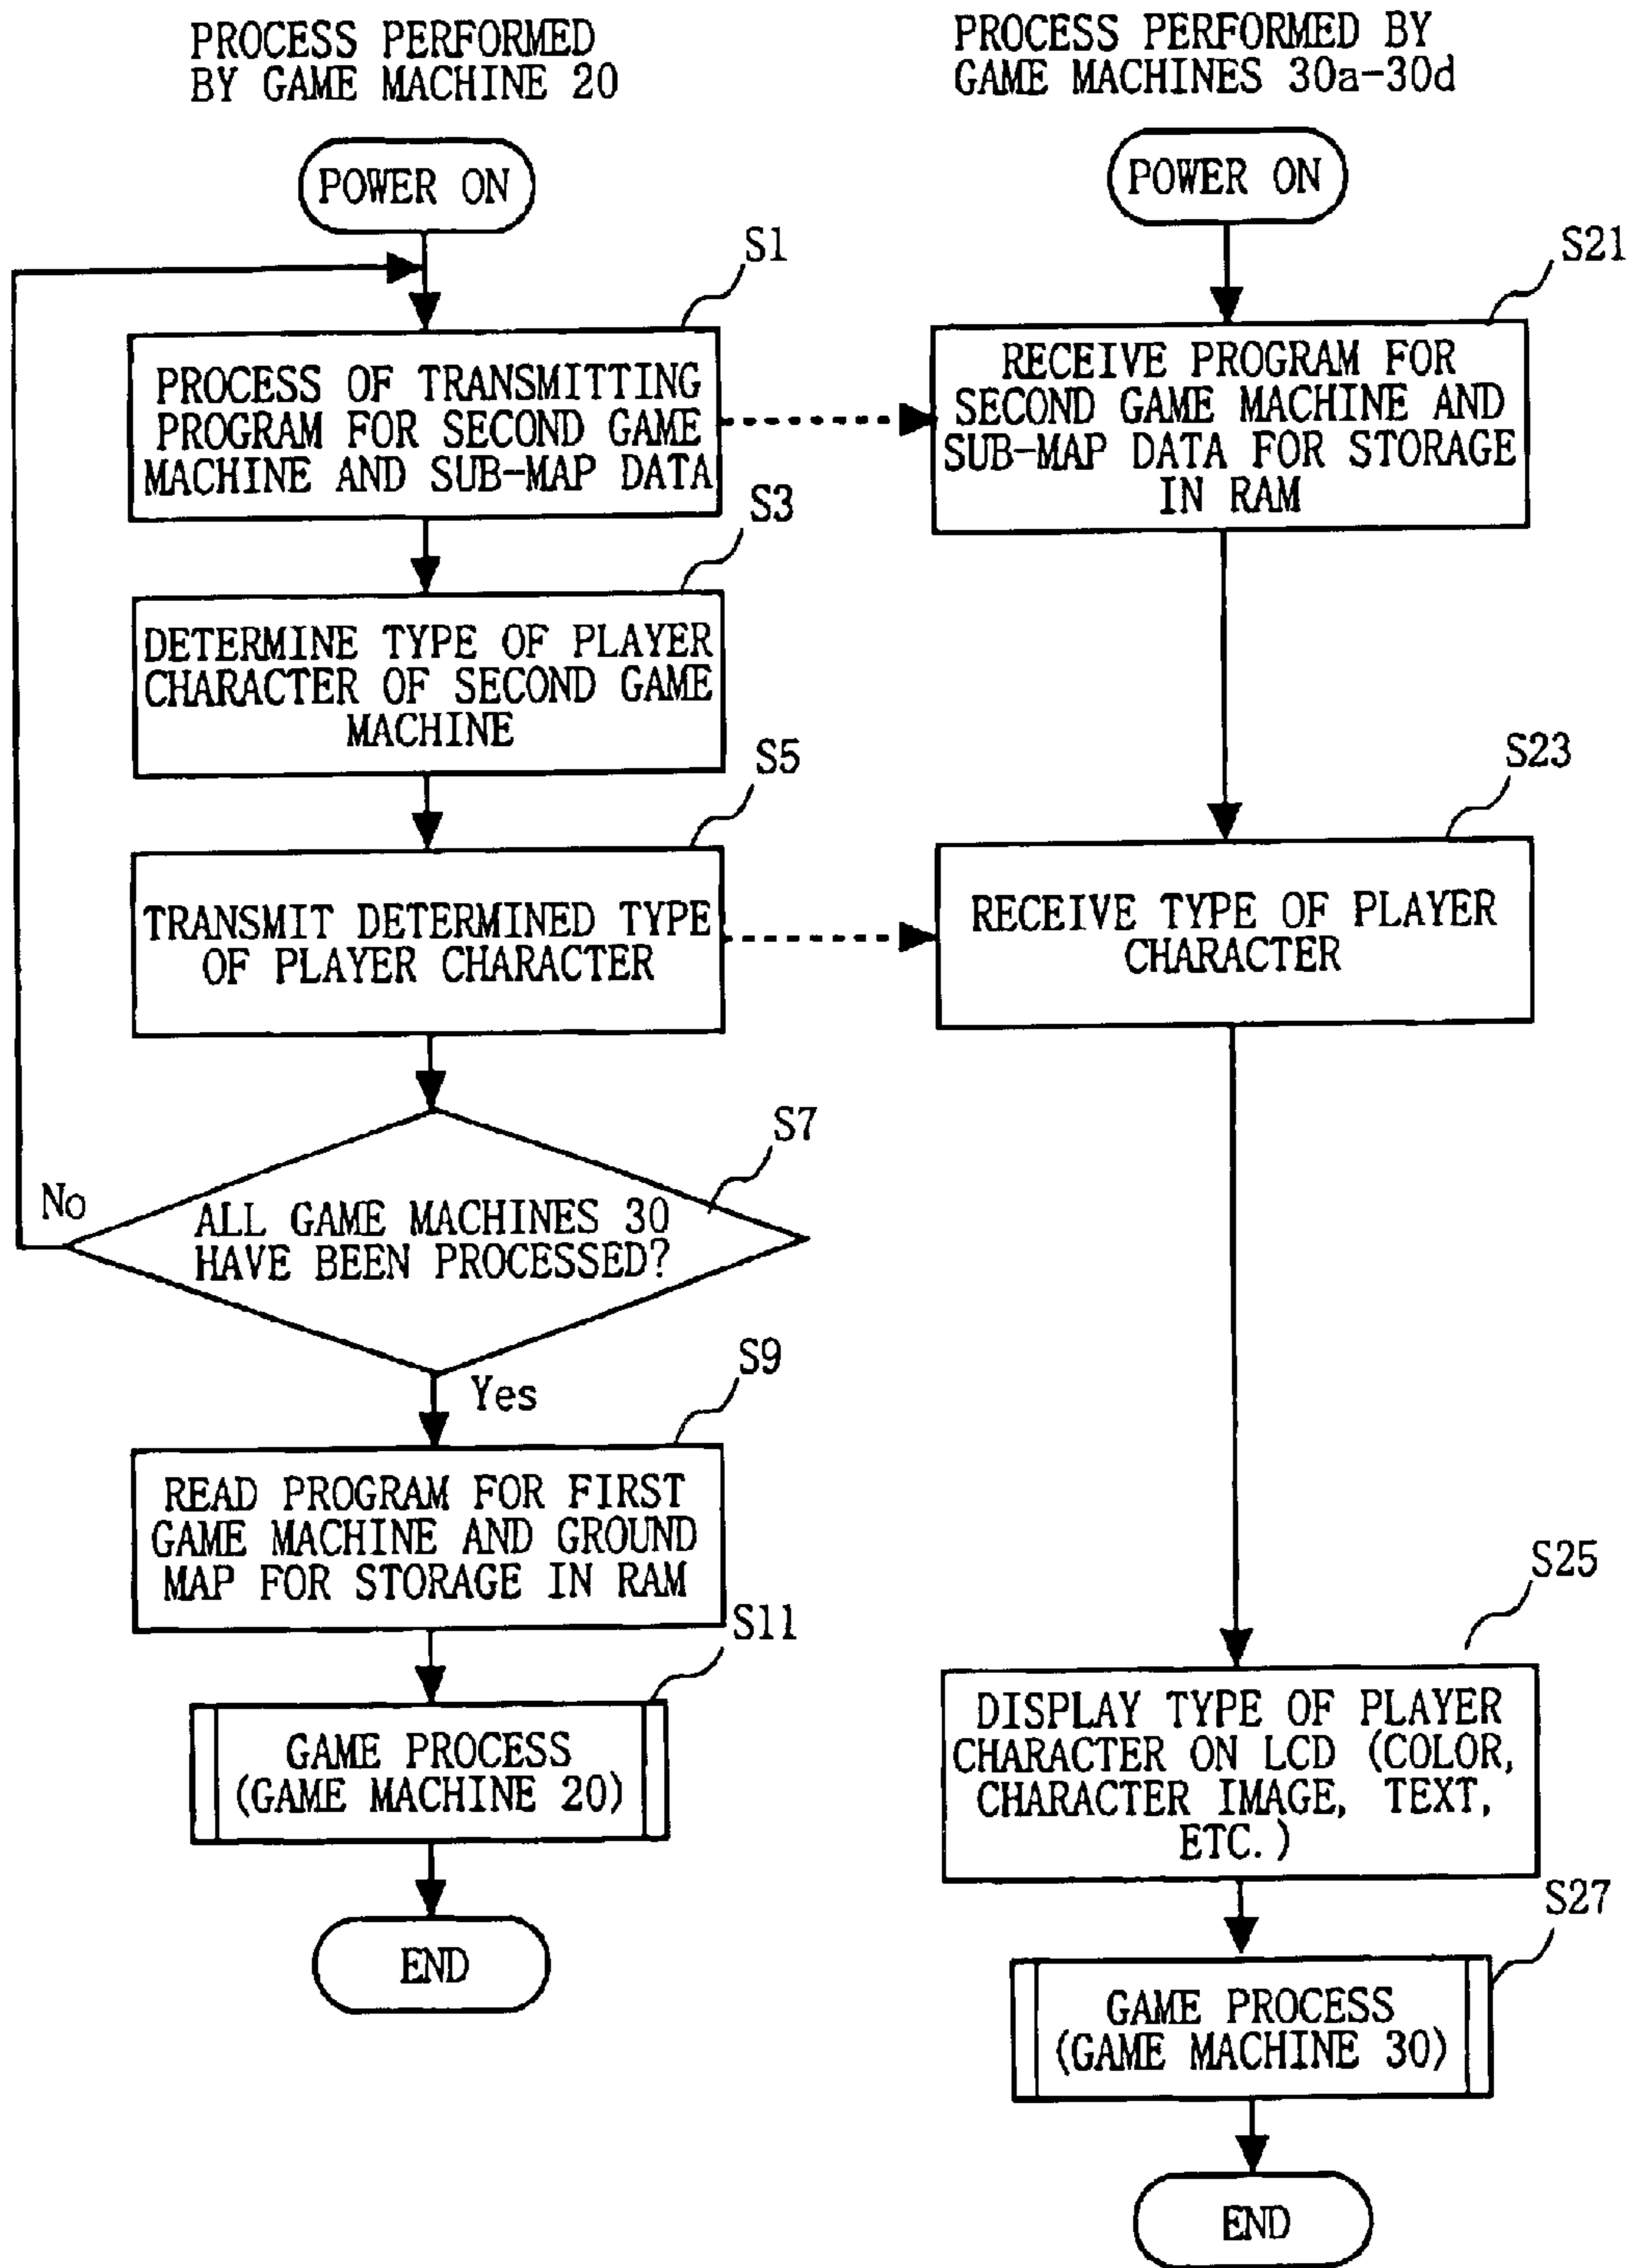 PROCESS PERFORMED
BY GAME MACHINE 20
POWER ON
S1
PROCESS OF TRANSMITTING
PROGRAM FOR SECOND GAME
MACHINE AND SUB-MAP DATA
S3
DETERMINE TYPE OF PLAYER
CHARACTER OF SECOND GAME
MACHINE
S5
TRANSMIT DETERMINED TYPE
OF PLAYER CHARACTER
S7
No
ALL GAME MACHINES 30
HAVE BEEN PROCESSED?
Yes
S9
READ PROGRAM FOR FIRST
GAME MACHINE AND GROUND
MAP FOR STORAGE IN RAM
S11
GAME PROCESS
(GAME MACHINE 20)
END
PROCESS PERFORMED BY
GAME MACHINES 30a-30d
POWER ON
S21
RECEIVE PROGRAM FOR
SECOND GAME MACHINE AND
SUB-MAP DATA FOR STORAGE
IN RAM
S23
RECEIVE TYPE OF PLAYER
CHARACTER
S25
DISPLAY TYPE OF PLAYER
CHARACTER ON LCD (COLOR,
CHARACTER IMAGE, TEXT,
ETC.)
S27
GAME PROCESS
(GAME MACHINE 30)
END